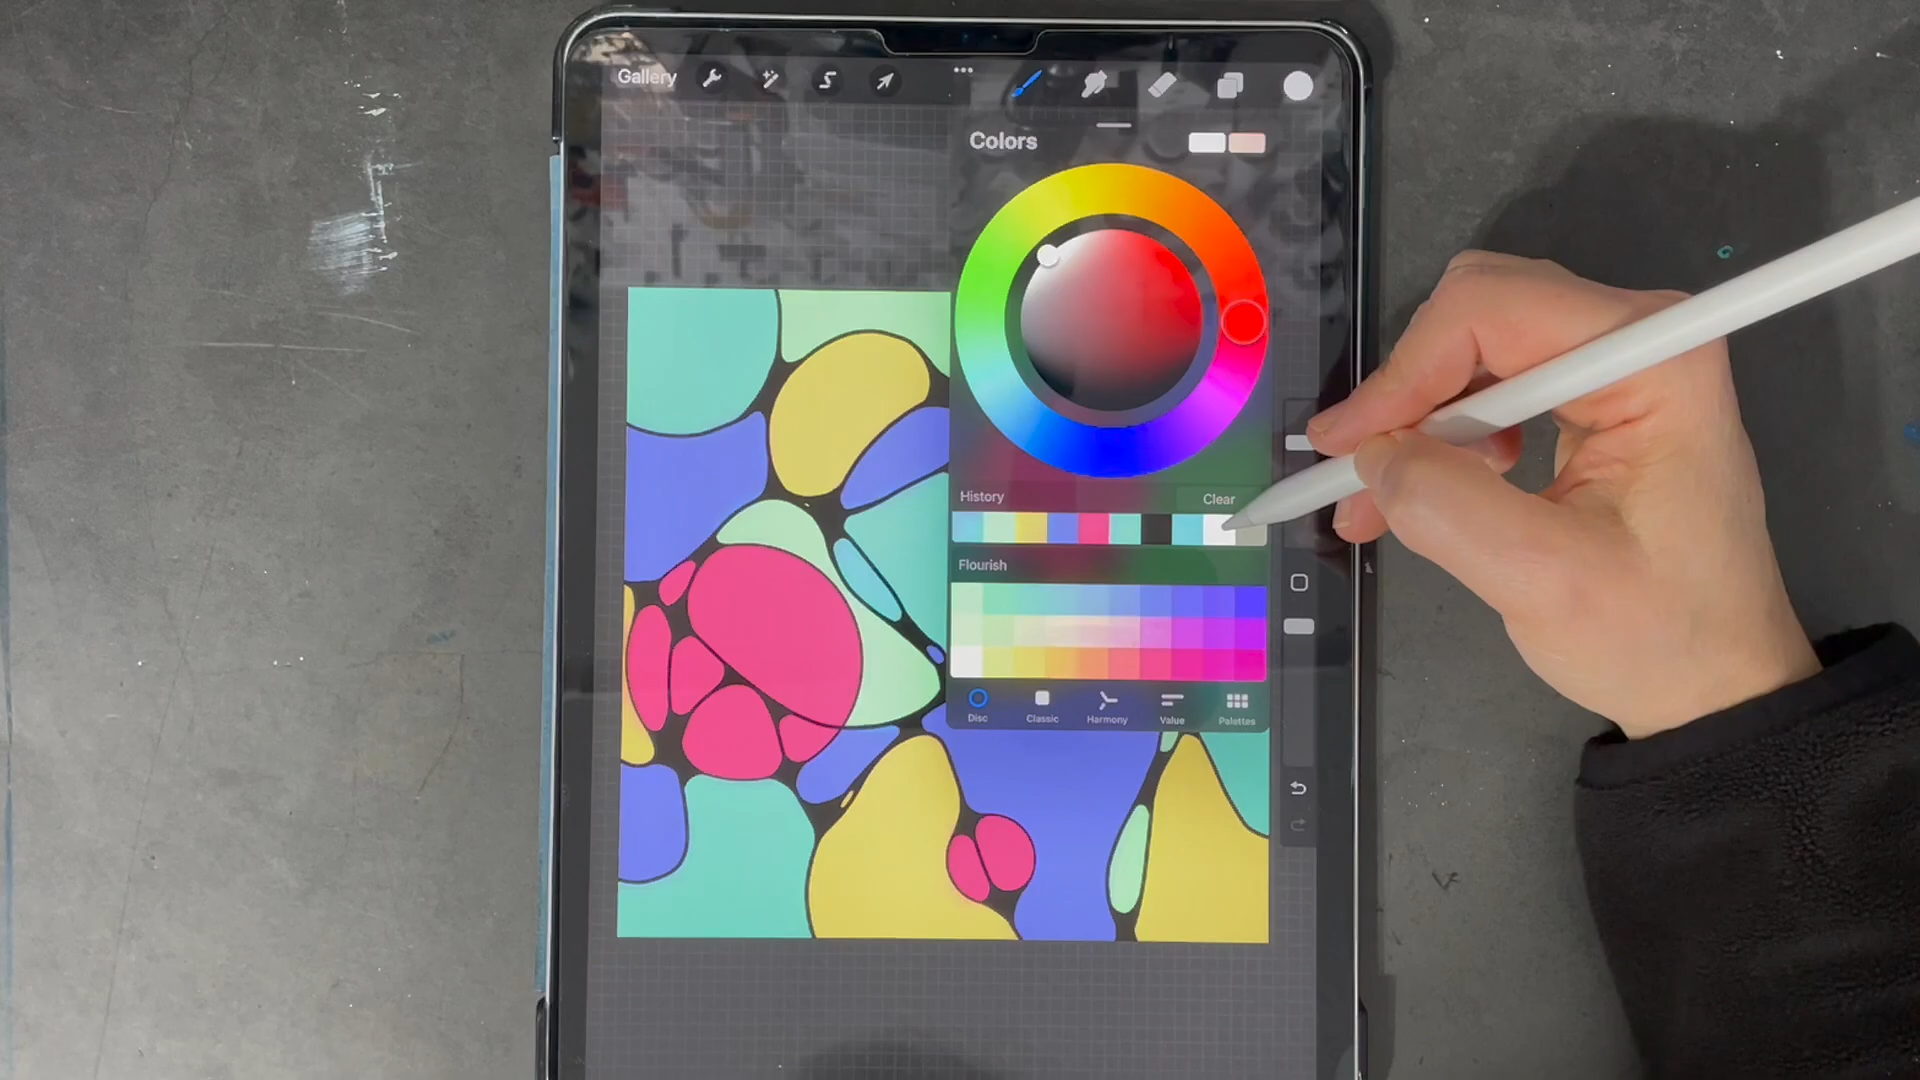 Gallery
Colors
History
Clear
Flourish
Disc
Classic
Harmony
Value
Palettes